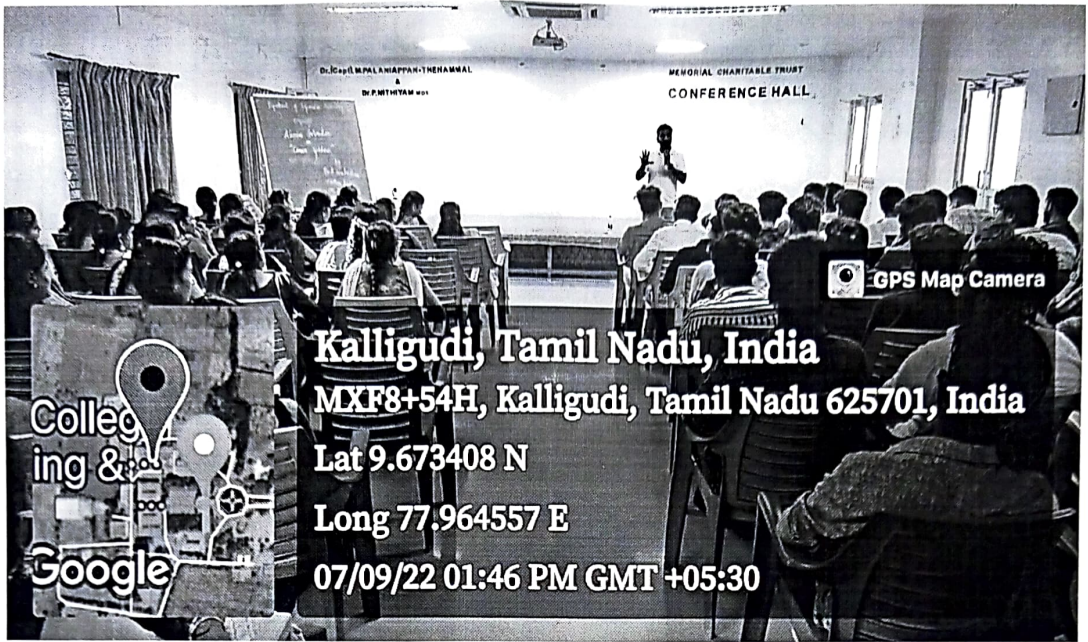 Dr.(Capt).M.PALANIAPPAN-THENAMMAL
&
Dr.P.NITHIYAM MDS
MEMORIAL CHARITABLE TRUST
CONFERENCE HALL
GPS Map Camera
Kalligudi, Tamil Nadu, India
MXF8+54H, Kalligudi, Tamil Nadu 625701, India
Lat 9.673408 N
Long 77.964557 E
07/09/22 01:46 PM GMT +05:30
Colleg
ing &
Google